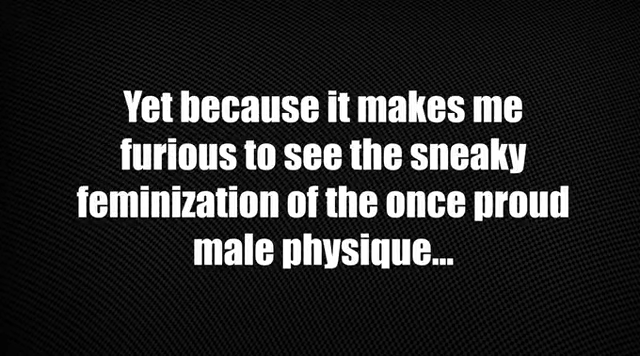 Yet because it makes me
furious to see the sneaky
feminization of the once proud
male physique...